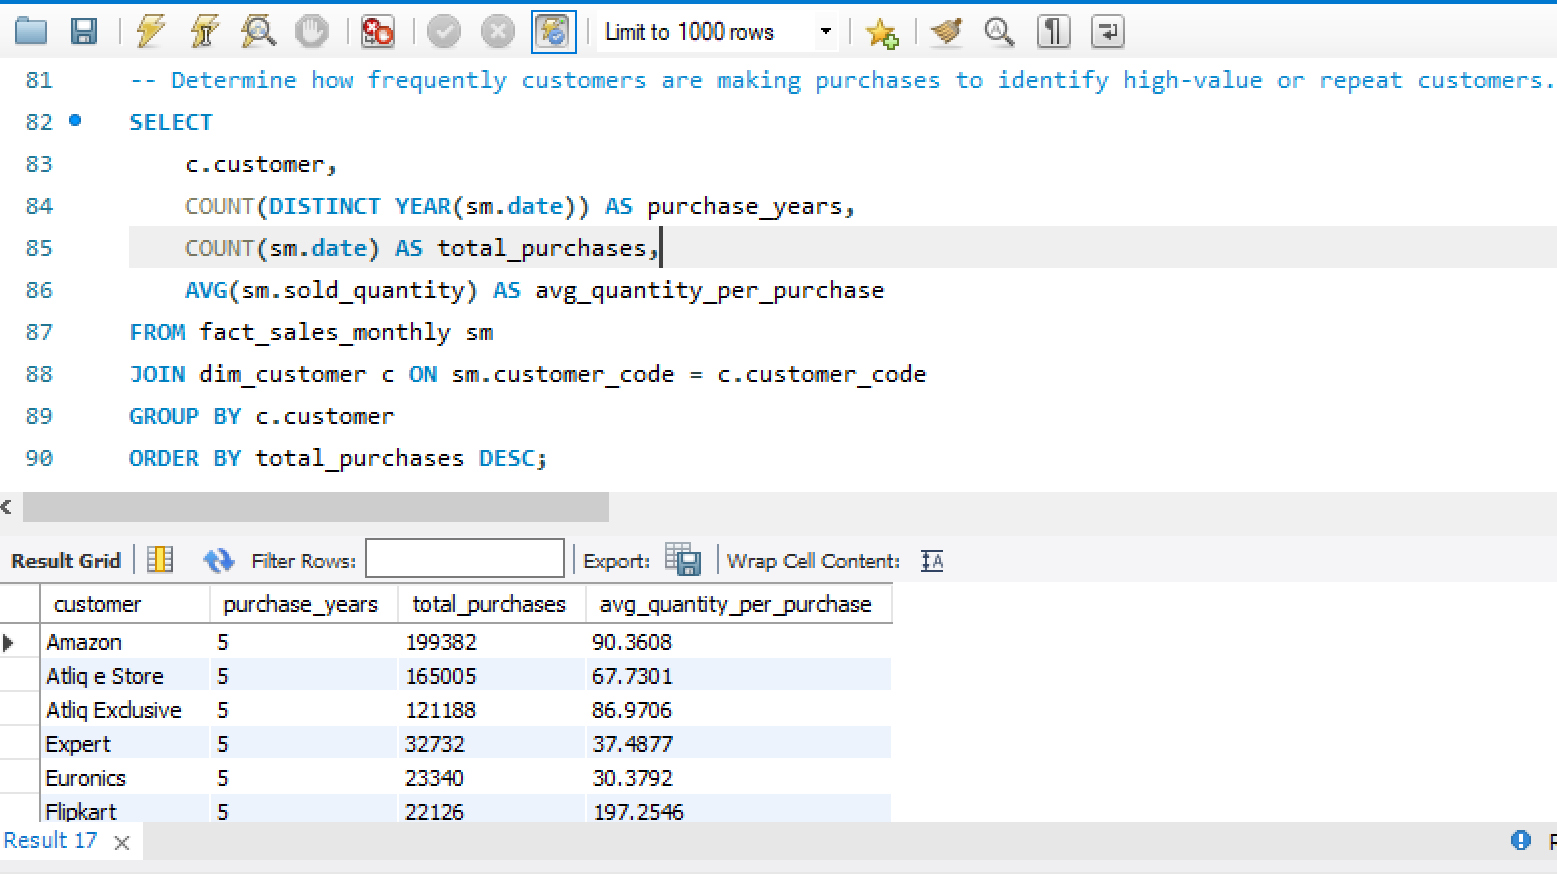 Limit to 1000 rows
81 -- Determine how frequently customers are making purchases to identify high-value or repeat customers.
82 SELECT
83 c.customer,
84 COUNT(DISTINCT YEAR(sm.date)) AS purchase_years,
85 COUNT(sm.date) AS total_purchases,
86 AVG(sm.sold_quantity) AS avg_quantity_per_purchase
87 FROM fact_sales_monthly sm
88 JOIN dim_customer c ON sm.customer_code = c.customer_code
89 GROUP BY c.customer
90 ORDER BY total_purchases DESC;
Result Grid Filter Rows: Export: Wrap Cell Content:
customer purchase_years total_purchases avg_quantity_per_purchase
Amazon 5 199382 90.3608
Atliq e Store 5 165005 67.7301
Atliq Exclusive 5 121188 86.9706
Expert 5 32732 37.4877
Euronics 5 23340 30.3792
Flipkart 5 22126 197.2546
Result 17